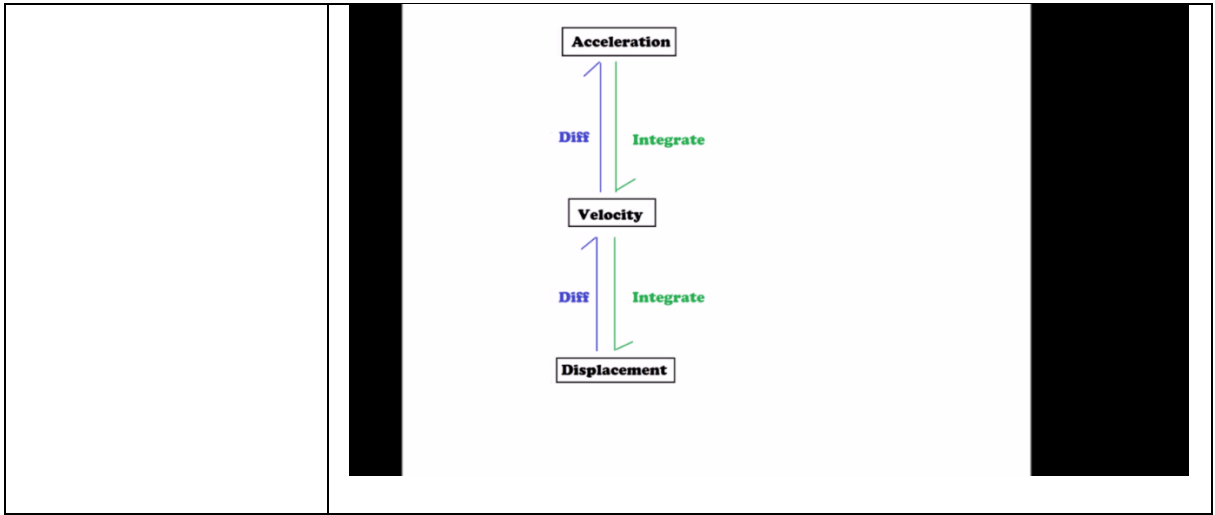 Acceleration
Diff
Integrate
Velocity
Diff
Integrate
Displacement